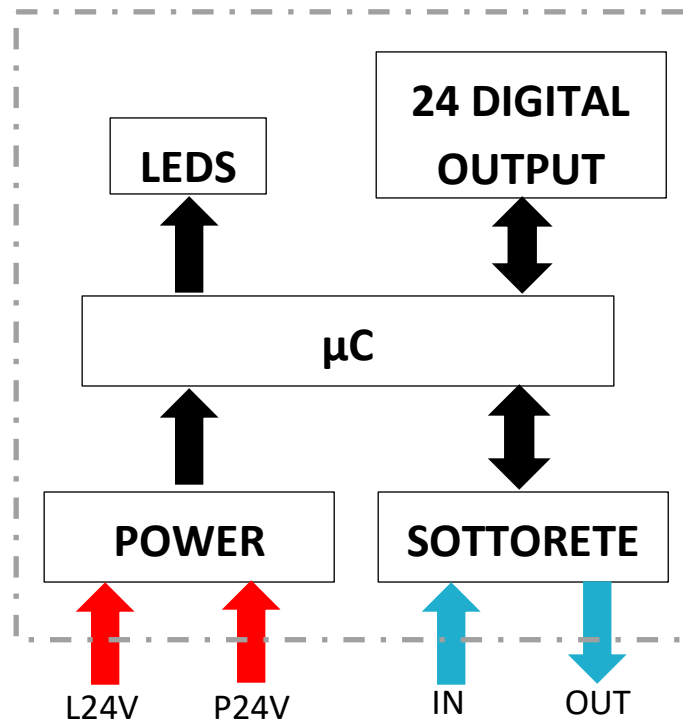 LEDS
24 DIGITAL
OUTPUT
µC
POWER
SOTTORETE
L24V
P24V
IN
OUT